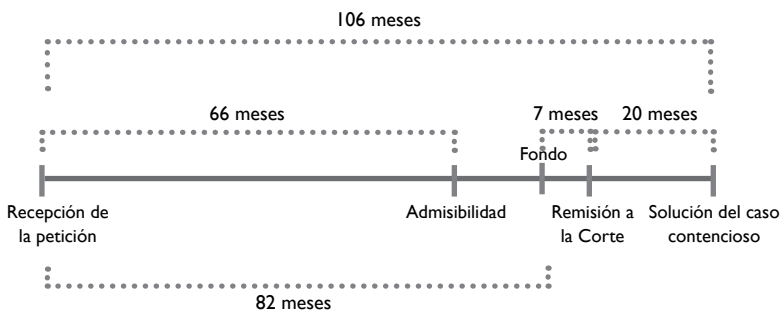 106 meses
66 meses
7 meses
20 meses
Fondo
Recepción de
la petición
Admisibilidad
Remisión a
la Corte
Solución del caso
contencioso
82 meses